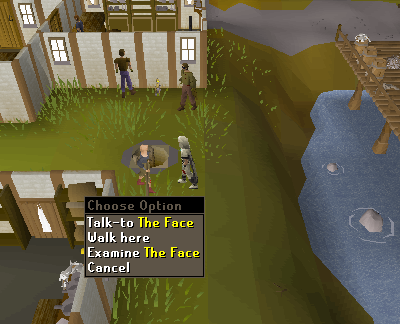 Choose Option
Talk-to The Face
Walk here
Examine The Face
Cancel